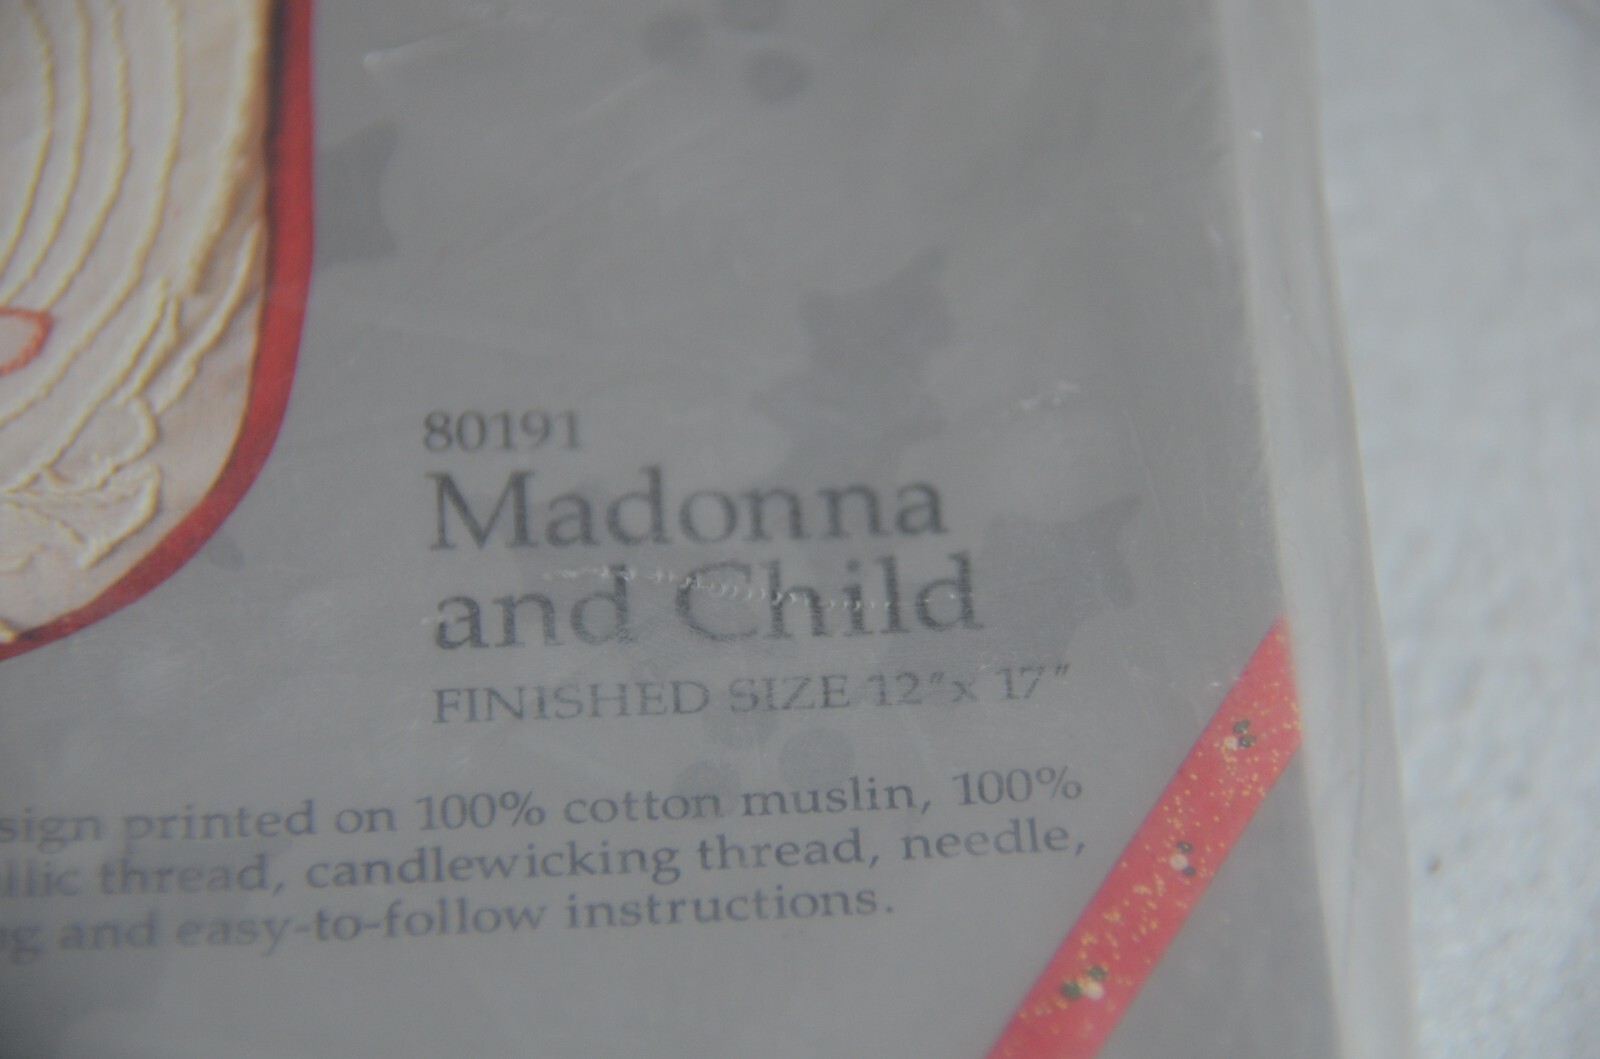 80191
Madonna
and Child
FINISHED SIZE 12"x 17"
sign printed on 100% cotton muslin, 100%
llic thread, candlewicking thread, needle,
g and easy-to-follow instructions.